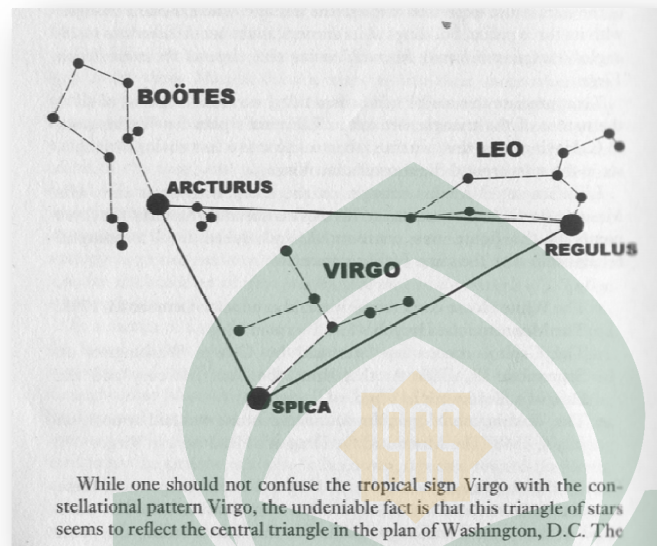 BOÖTES
LEO
ARCTURUS
REGULUS
VIRGO
SPICA
1965
While one should not confuse the tropical sign Virgo with the con-
stellational pattern Virgo, the undeniable fact is that this triangle of stars
seems to reflect the central triangle in the plan of Washington, D.C. The